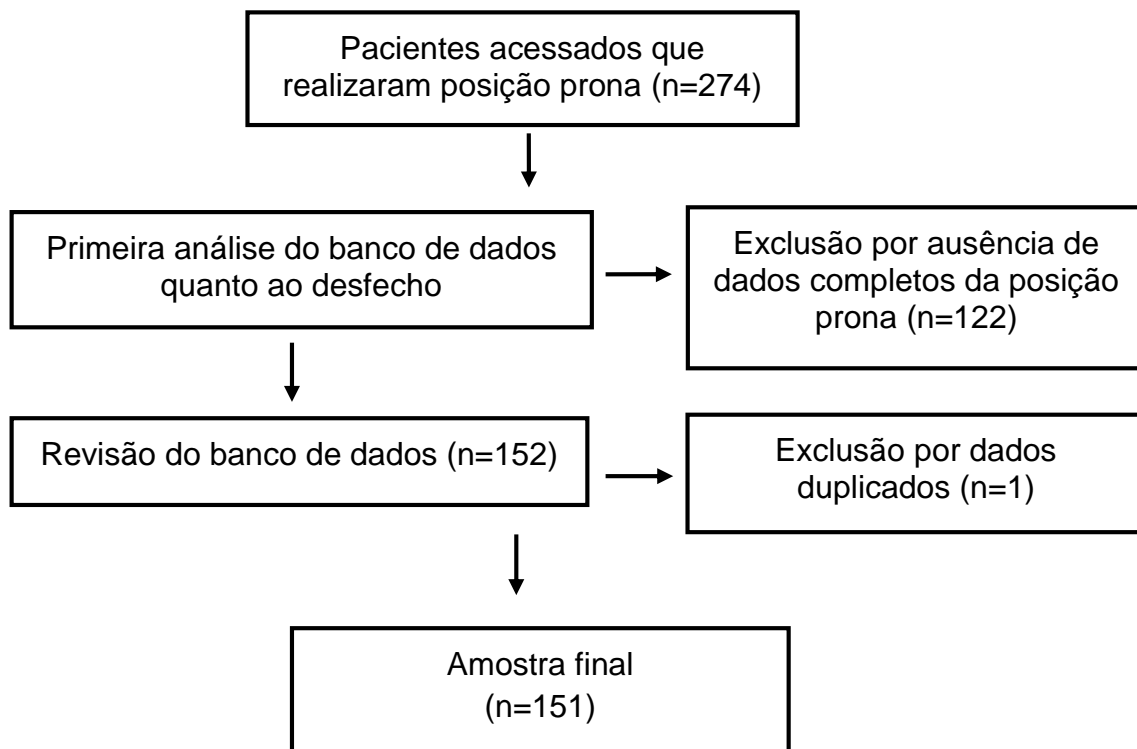 Pacientes acessados que
realizaram posição prona (n=274)
Primeira análise do banco de dados
quanto ao desfecho
Exclusão por ausência de
dados completos da posição
prona (n=122)
Revisão do banco de dados (n=152)
Exclusão por dados
duplicados (n=1)
Amostra final
(n=151)